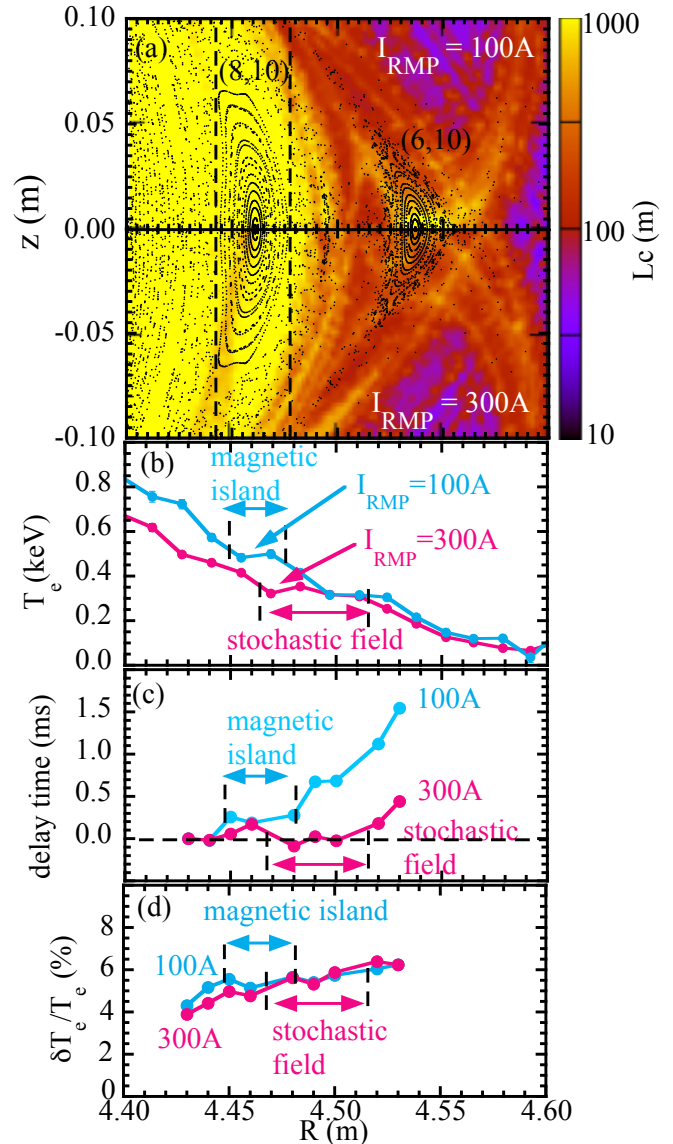 0.10
0.05
0.00
-0.05
-0.10
z (m)
(a)
(8,10)
(6,10)
I_RMP = 100A
I_RMP = 300A
1000
100
10
Lc (m)
(b)
magnetic
island
I_RMP=100A
I_RMP=300A
stochastic field
0.8
0.6
0.4
0.2
0.0
T_e (keV)
(c)
magnetic
island
100A
300A
stochastic
field
1.5
1.0
0.5
0.0
delay time (ms)
(d)
magnetic island
100A
300A
stochastic
field
8
6
4
2
0
δT_e/T_e (%)
4.40
4.45
4.50
4.55
4.60
R (m)